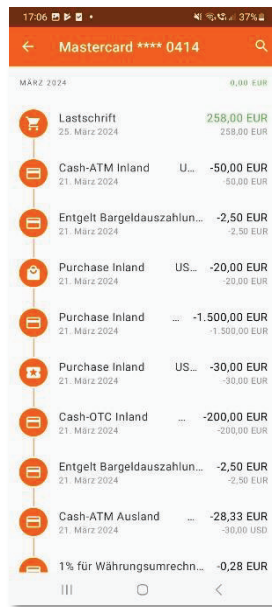 17:06
37%
Mastercard **** 0414
MÄRZ 2024 0,00 EUR
Lastschrift 258,00 EUR
25. März 2024 258,00 EUR
Cash-ATM Inland U... -50,00 EUR
21. März 2024 -50,00 EUR
Entgelt Bargeldauszahlun... -2,50 EUR
21. März 2024 -2,50 EUR
Purchase Inland US... -20,00 EUR
21. März 2024 -20,00 EUR
Purchase Inland ... -1.500,00 EUR
21. März 2024 -1.500,00 EUR
Purchase Inland US... -30,00 EUR
21. März 2024 -30,00 EUR
Cash-OTC Inland ... -200,00 EUR
21. März 2024 -200,00 EUR
Entgelt Bargeldauszahlun... -2,50 EUR
21. März 2024 -2,50 EUR
Cash-ATM Ausland ... -28,33 EUR
21. März 2024 -30,00 USD
1% für Währungsumrechn... -0,28 EUR